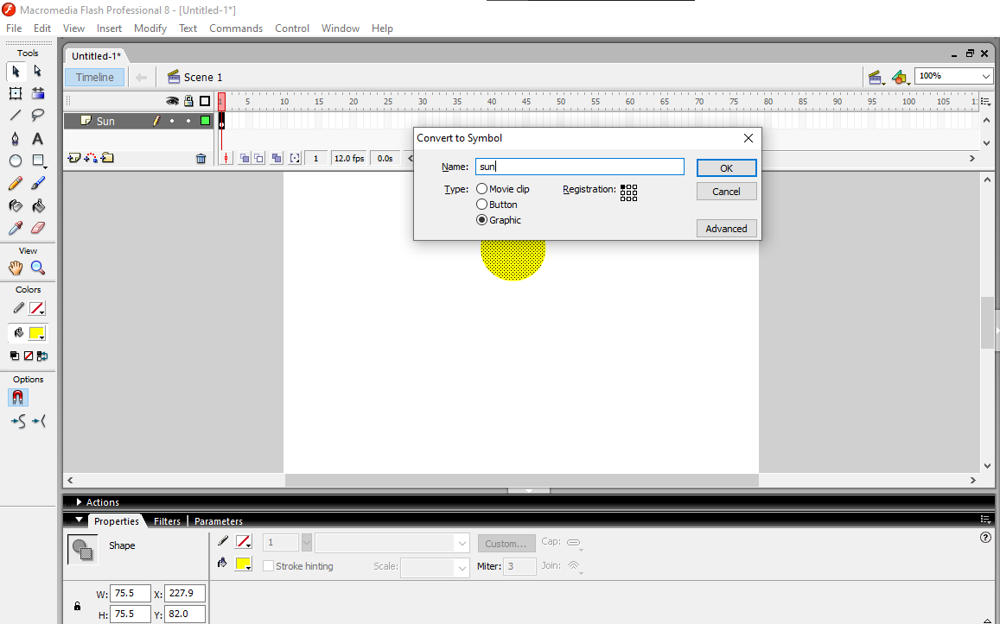 Macromedia Flash Professional 8 - [Untitled-1*]
File Edit View Insert Modify Text Commands Control Window Help
Tools
Untitled-1*
Timeline
Scene 1
100%
1 5 10 15 20 25 30 35 40 45 50 55 60 65 70 75 80 85 90 95 100 105
Sun
1 12.0 fps 0.0s
Convert to Symbol
Name: sun
OK
Type: Movie clip
Registration:
Cancel
Button
Graphic
Advanced
A
View
Colors
Options
Actions
Properties Filters Parameters
Shape
1
Custom...
Cap:
Stroke hinting
Scale:
Miter: 3
Join:
W: 75.5 X: 227.9
H: 75.5 Y: 82.0